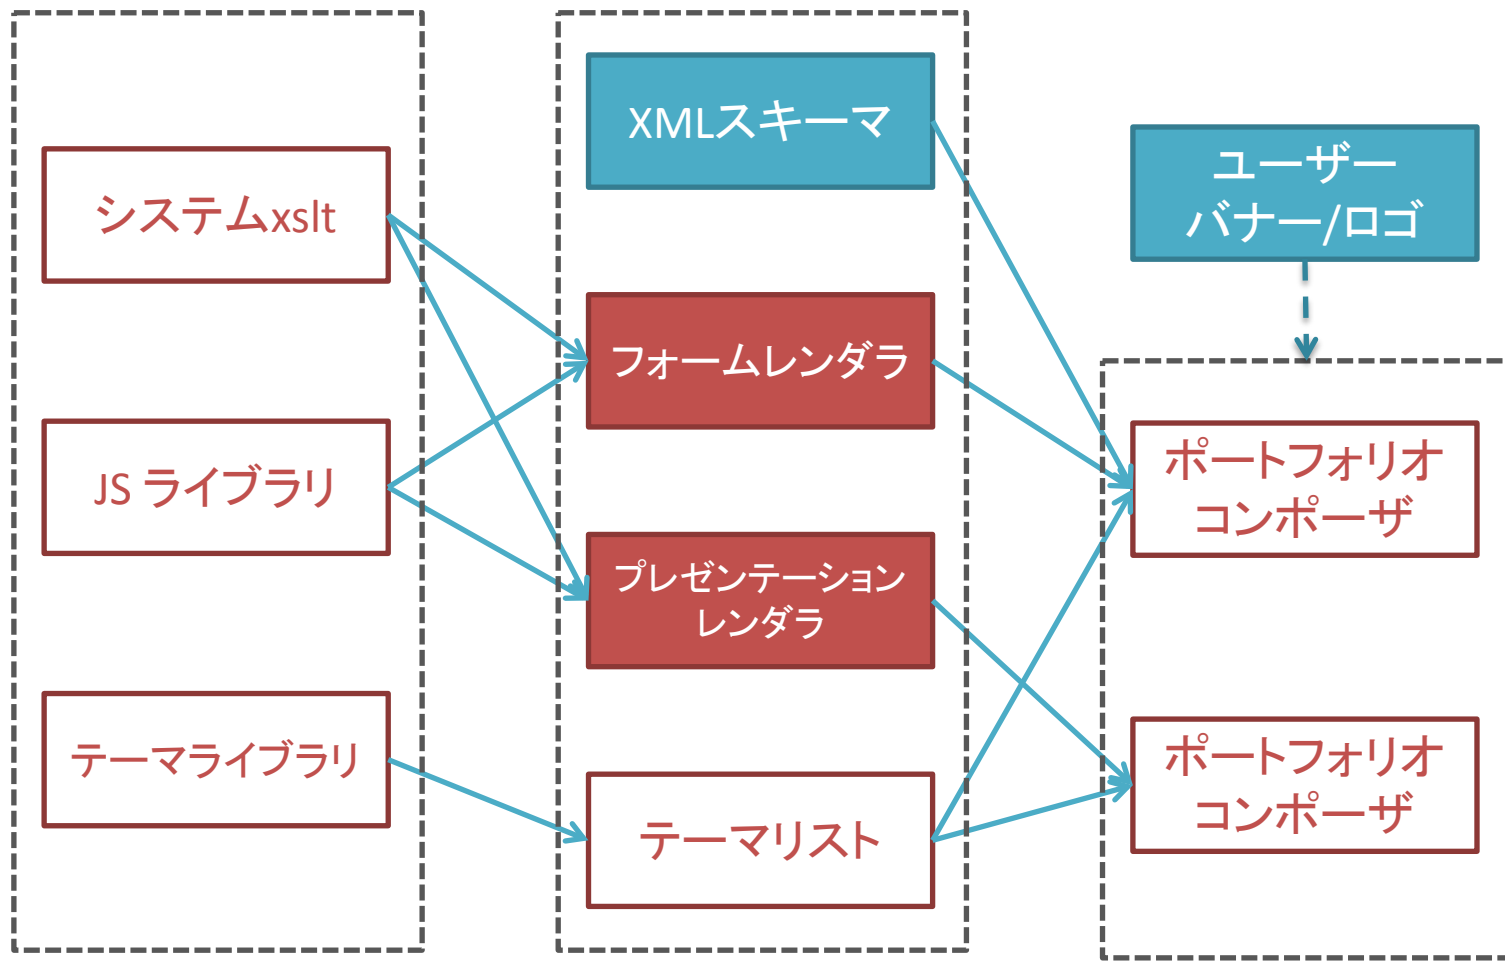 システムxslt
JS ライブラリ
テーマライブラリ
XMLスキーマ
フォームレンダラ
プレゼンテーション
レンダラ
テーマリスト
ユーザー
バナー/ロゴ
ポートフォリオ
コンポーザ
ポートフォリオ
コンポーザ